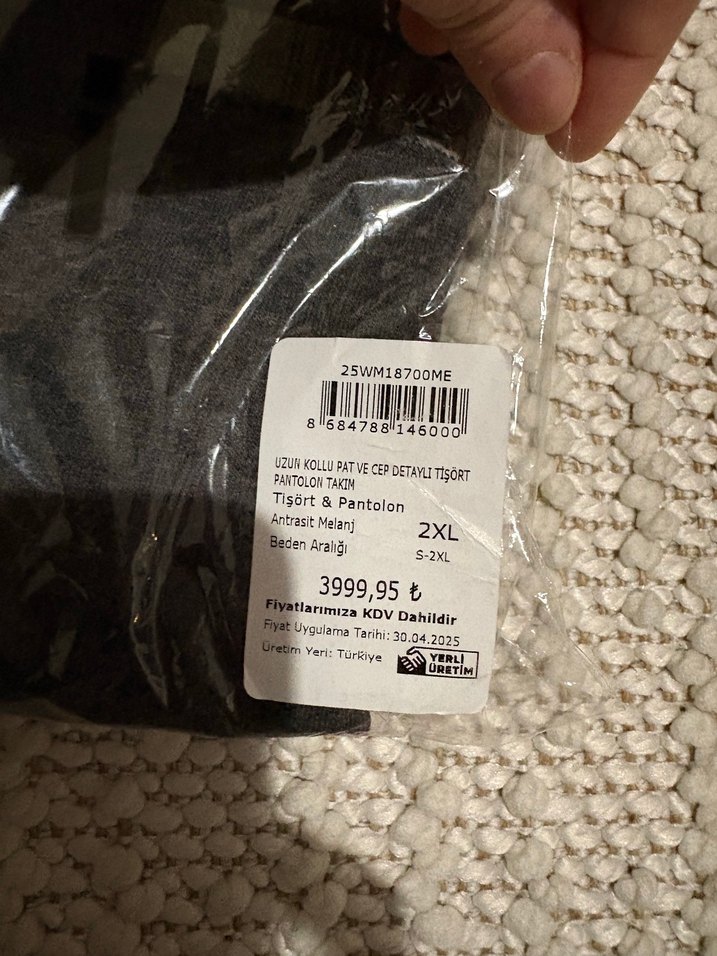 25WM18700ME
8 684788 146000
UZUN KOLLU PAT VE CEP DETAYLI TİŞÖRT
PANTOLON TAKIM
Tişört & Pantolon
Antrasit Melanj 2XL
Beden Aralığı S-2XL
3999,95 ₺
Fiyatlarımıza KDV Dahildir
Fiyat Uygulama Tarihi: 30.04.2025
Üretim Yeri: Türkiye
YERLİ
ÜRETİM